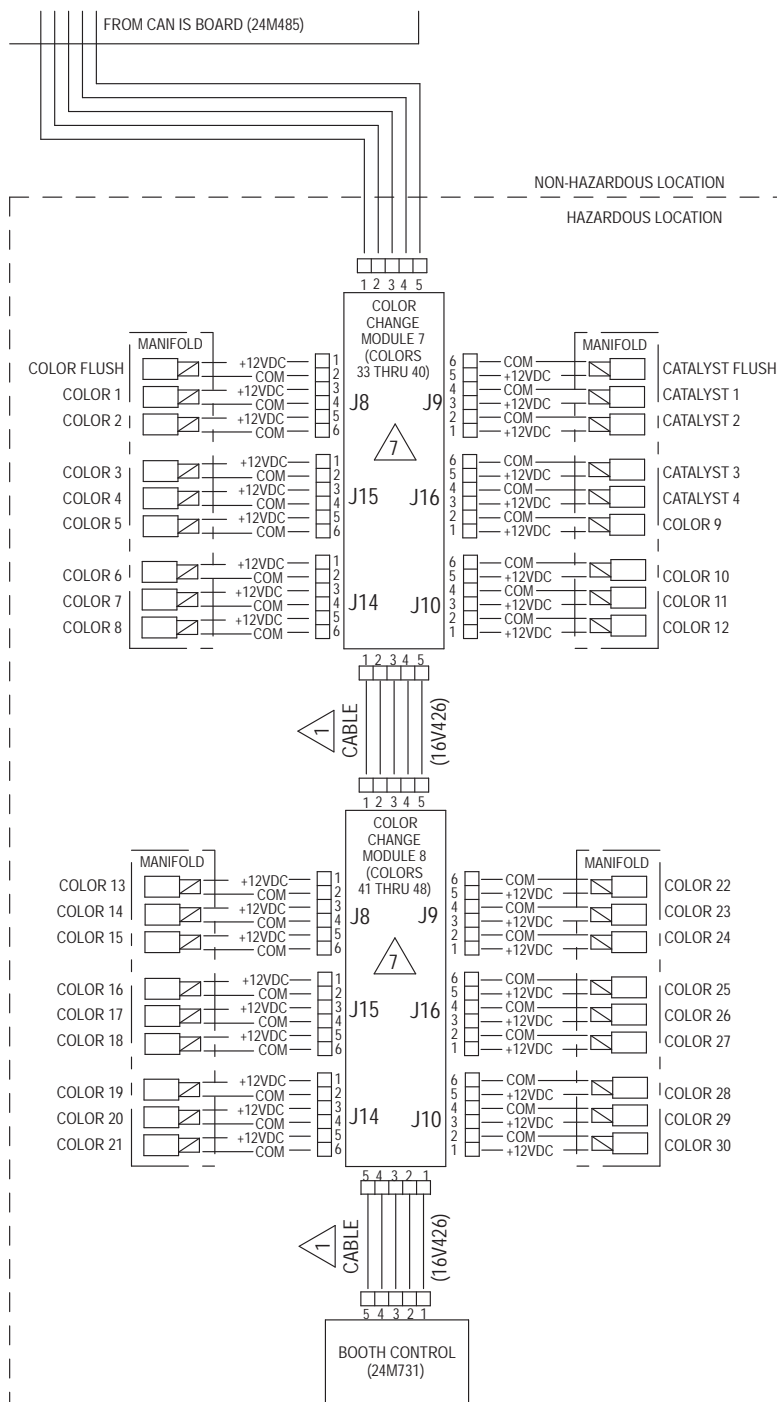 FROM CAN IS BOARD (24M485)
NON-HAZARDOUS LOCATION
HAZARDOUS LOCATION
1 2 3 4 5
COLOR
CHANGE
MODULE 7
(COLORS
33 THRU 40)
7
J8
J9
J15
J16
J14
J10
MANIFOLD
COLOR FLUSH +12VDC 1
COM 2
COLOR 1 +12VDC 3
COM 4
COLOR 2 +12VDC 5
COM 6
COLOR 3 +12VDC 1
COM 2
COLOR 4 +12VDC 3
COM 4
COLOR 5 +12VDC 5
COM 6
COLOR 6 +12VDC 1
COM 2
COLOR 7 +12VDC 3
COM 4
COLOR 8 +12VDC 5
COM 6
MANIFOLD
6 COM CATALYST FLUSH
5 +12VDC
4 COM CATALYST 1
3 +12VDC
2 COM CATALYST 2
1 +12VDC
6 COM CATALYST 3
5 +12VDC
4 COM CATALYST 4
3 +12VDC
2 COM COLOR 9
1 +12VDC
6 COM COLOR 10
5 +12VDC
4 COM COLOR 11
3 +12VDC
2 COM COLOR 12
1 +12VDC
1 2 3 4 5
1
CABLE
(16V426)
1 2 3 4 5
COLOR
CHANGE
MODULE 8
(COLORS
41 THRU 48)
7
J8
J9
J15
J16
J14
J10
MANIFOLD
COLOR 13 +12VDC 1
COM 2
COLOR 14 +12VDC 3
COM 4
COLOR 15 +12VDC 5
COM 6
COLOR 16 +12VDC 1
COM 2
COLOR 17 +12VDC 3
COM 4
COLOR 18 +12VDC 5
COM 6
COLOR 19 +12VDC 1
COM 2
COLOR 20 +12VDC 3
COM 4
COLOR 21 +12VDC 5
COM 6
MANIFOLD
6 COM COLOR 22
5 +12VDC
4 COM COLOR 23
3 +12VDC
2 COM COLOR 24
1 +12VDC
6 COM COLOR 25
5 +12VDC
4 COM COLOR 26
3 +12VDC
2 COM COLOR 27
1 +12VDC
6 COM COLOR 28
5 +12VDC
4 COM COLOR 29
3 +12VDC
2 COM COLOR 30
1 +12VDC
5 4 3 2 1
1
CABLE
(16V426)
5 4 3 2 1
BOOTH CONTROL
(24M731)